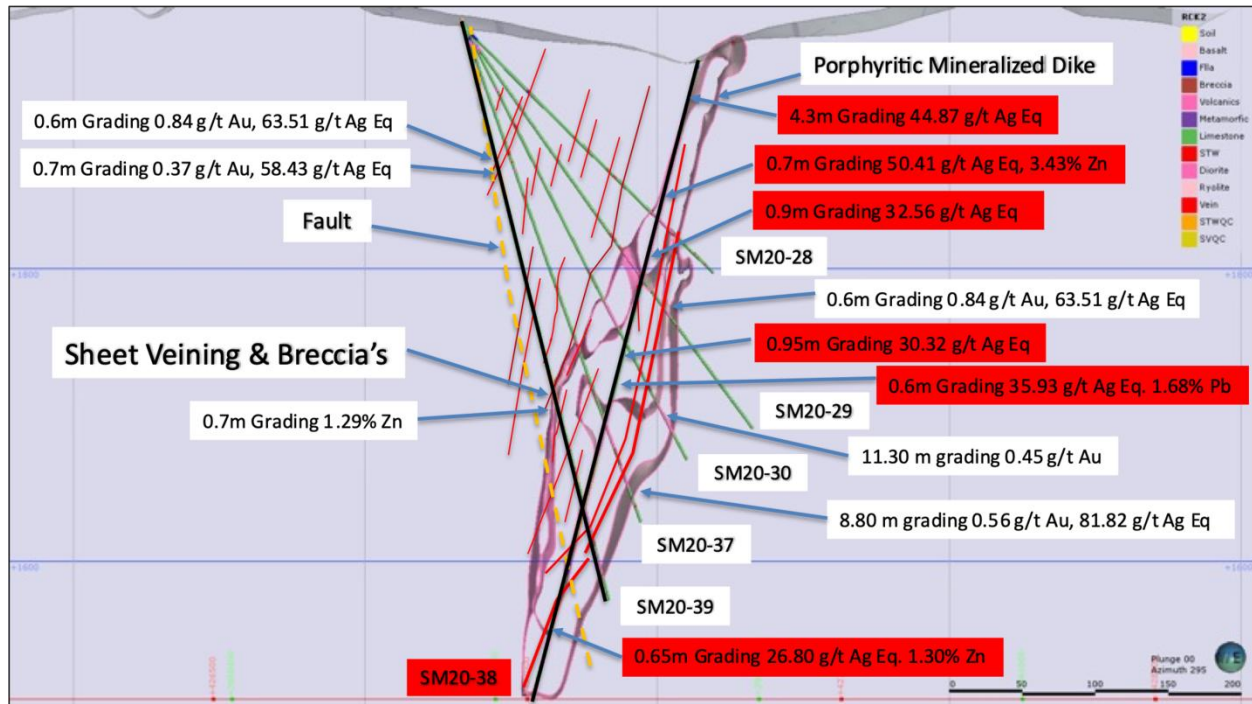 RCK2
Soil
Basalt
Flla
Breccia
Volcanics
Metamorfic
Limestone
STW
Diorite
Ryolite
Vein
STWQC
SVQC
Porphyritic Mineralized Dike
4.3m Grading 44.87 g/t Ag Eq
0.6m Grading 0.84 g/t Au, 63.51 g/t Ag Eq
0.7m Grading 0.37 g/t Au, 58.43 g/t Ag Eq
0.7m Grading 50.41 g/t Ag Eq, 3.43% Zn
0.9m Grading 32.56 g/t Ag Eq
Fault
SM20-28
+1800
0.6m Grading 0.84 g/t Au, 63.51 g/t Ag Eq
0.95m Grading 30.32 g/t Ag Eq
Sheet Veining & Breccia's
0.6m Grading 35.93 g/t Ag Eq. 1.68% Pb
SM20-29
0.7m Grading 1.29% Zn
11.30 m grading 0.45 g/t Au
SM20-30
8.80 m grading 0.56 g/t Au, 81.82 g/t Ag Eq
SM20-37
+1600
+1600
SM20-39
0.65m Grading 26.80 g/t Ag Eq. 1.30% Zn
SM20-38
+426500
Plunge 00
Azimuth 295
E
0 50 100 150 200